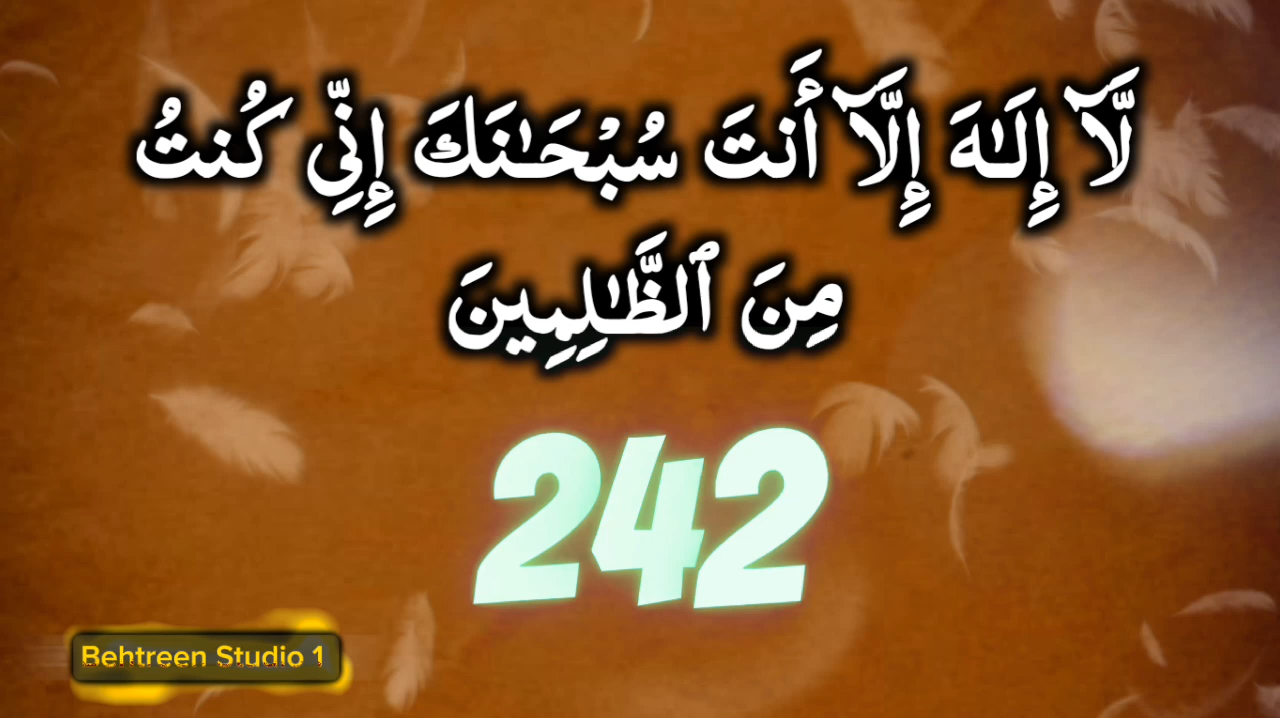 لَّآ إِلَـٰهَ إِلَّآ أَنتَ سُبْحَـٰنَكَ إِنِّى كُنتُ
مِنَ ٱلظَّـٰلِمِينَ
242
Behtreen Studio 1